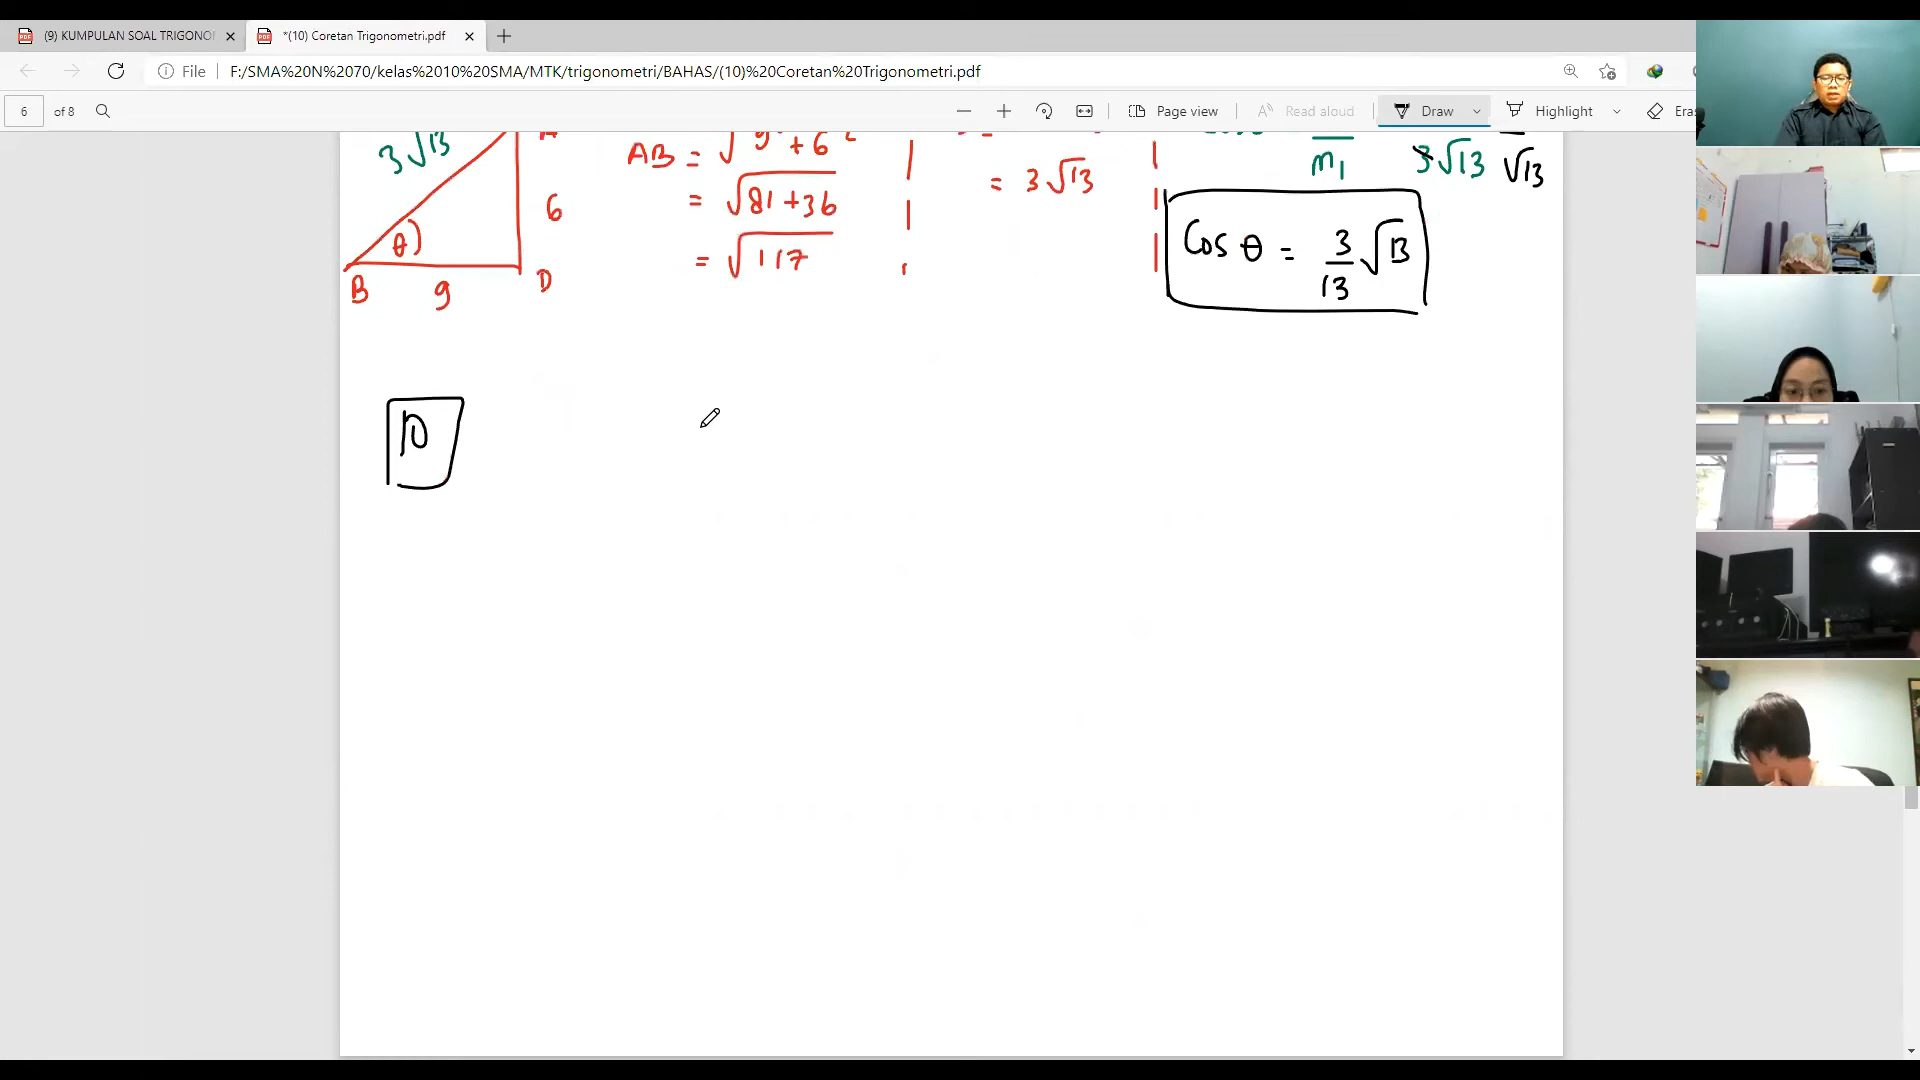 (9) KUMPULAN SOAL TRIGONO
*(10) Coretan Trigonometri.pdf
File
F:/SMA%20N%2070/kelas%2010%20SMA/MTK/trigonometri/BAHAS/(10)%20Coretan%20Trigonometri.pdf
6 of 8
Page view
Read aloud
Draw
Highlight
Eras
3√13
6
θ
B
9
D
AB = √9² + 6²
= √81+36
= √117
= 3√13
m1
3√13
√13
Cos θ = 3/13 √13
10